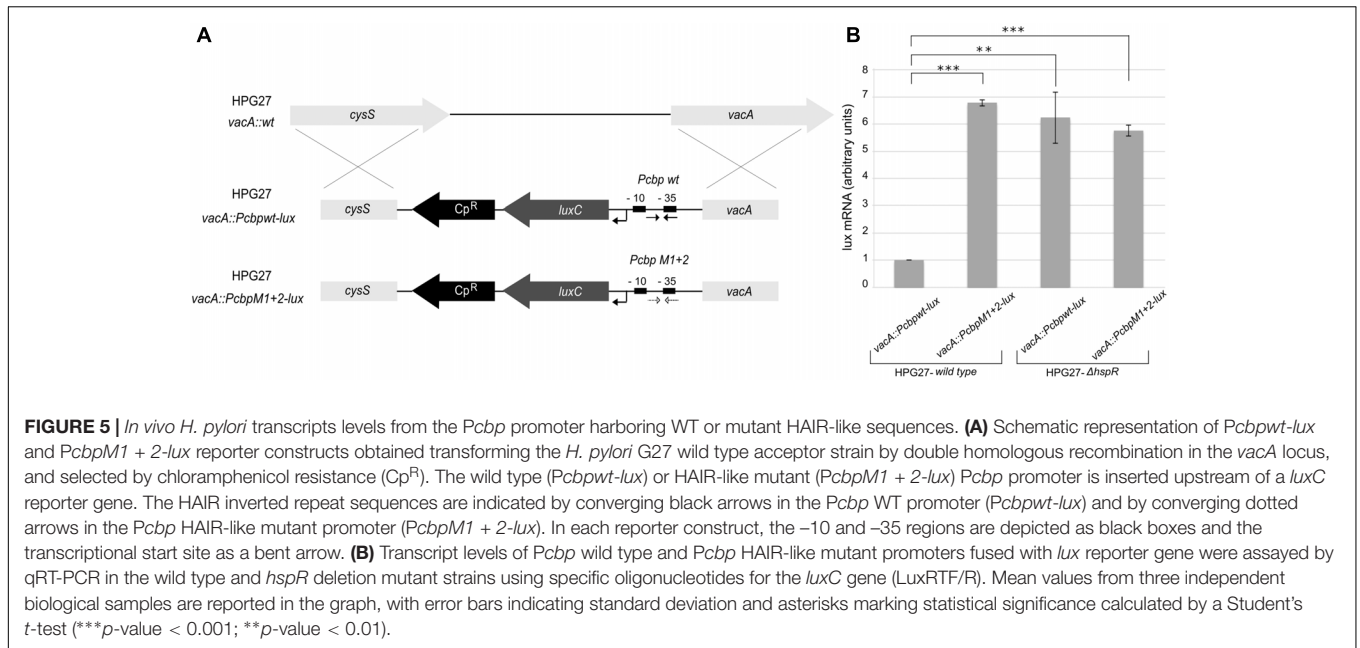 A
HPG27
vacA::wt
cysS
vacA
HPG27
vacA::Pcbpwt-lux
cysS
CpR
luxC
Pcbp wt
- 10
- 35
vacA
HPG27
vacA::PcbpM1+2-lux
cysS
CpR
luxC
Pcbp M1+2
- 10
- 35
vacA
B
***
**
***
lux mRNA (arbitrary units)
8
7
6
5
4
3
2
1
0
vacA::Pcbpwt-lux
vacA::PcbpM1+2-lux
vacA::Pcbpwt-lux
vacA::PcbpM1+2-lux
HPG27- wild type
HPG27- ΔhspR
FIGURE 5 | In vivo H. pylori transcripts levels from the Pcbp promoter harboring WT or mutant HAIR-like sequences. (A) Schematic representation of Pcbpwt-lux
and PcbpM1 + 2-lux reporter constructs obtained transforming the H. pylori G27 wild type acceptor strain by double homologous recombination in the vacA locus,
and selected by chloramphenicol resistance (CpR). The wild type (Pcbpwt-lux) or HAIR-like mutant (PcbpM1 + 2-lux) Pcbp promoter is inserted upstream of a luxC
reporter gene. The HAIR inverted repeat sequences are indicated by converging black arrows in the Pcbp WT promoter (Pcbpwt-lux) and by converging dotted
arrows in the Pcbp HAIR-like mutant promoter (PcbpM1 + 2-lux). In each reporter construct, the –10 and –35 regions are depicted as black boxes and the
transcriptional start site as a bent arrow. (B) Transcript levels of Pcbp wild type and Pcbp HAIR-like mutant promoters fused with lux reporter gene were assayed by
qRT-PCR in the wild type and hspR deletion mutant strains using specific oligonucleotides for the luxC gene (LuxRTF/R). Mean values from three independent
biological samples are reported in the graph, with error bars indicating standard deviation and asterisks marking statistical significance calculated by a Student's
t-test (***p-value < 0.001; **p-value < 0.01).